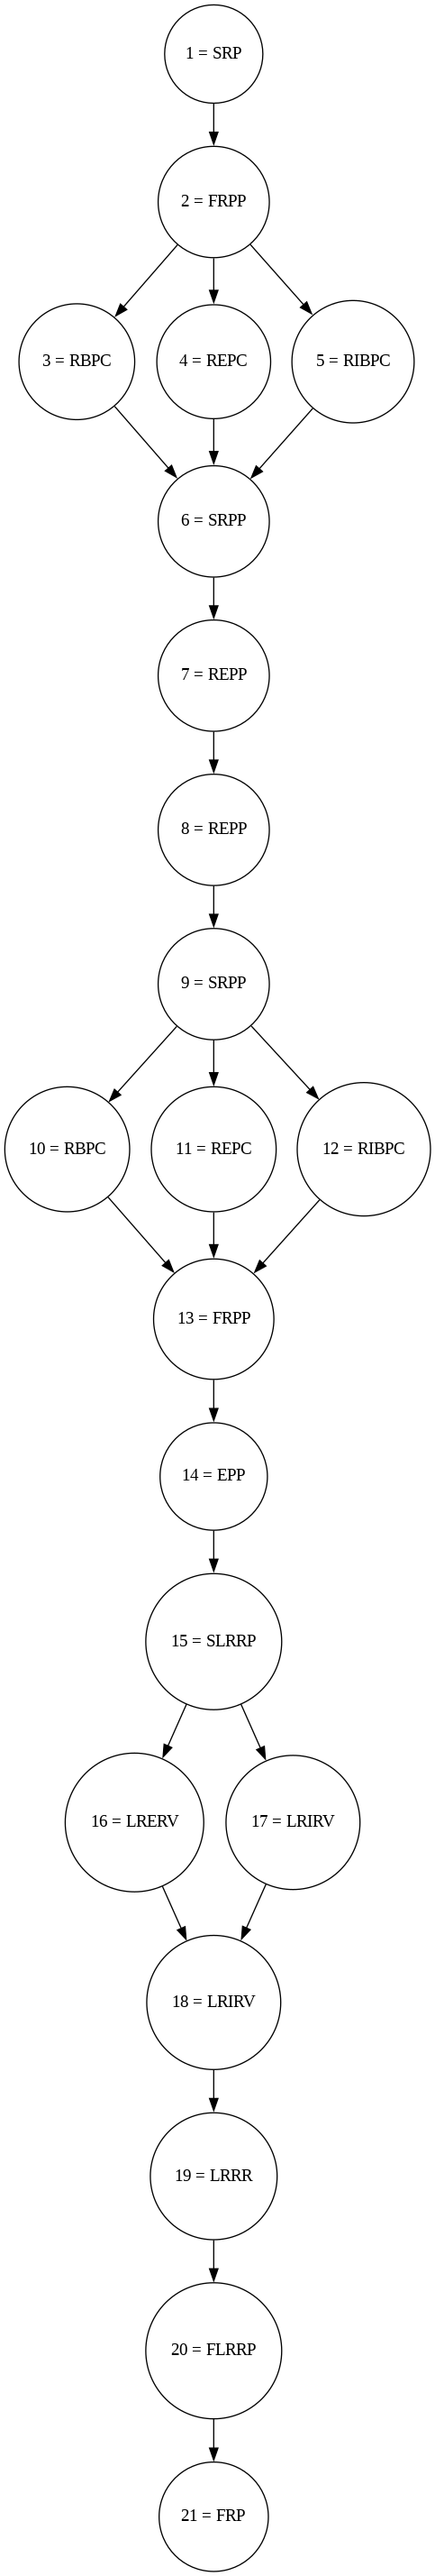 1 = SRP
2 = FRPP
3 = RBPC
4 = REPC
5 = RIBPC
6 = SRPP
7 = REPP
8 = REPP
9 = SRPP
10 = RBPC
11 = REPC
12 = RIBPC
13 = FRPP
14 = EPP
15 = SLRRP
16 = LRERV
17 = LRIRV
18 = LRIRV
19 = LRRR
20 = FLRRP
21 = FRP